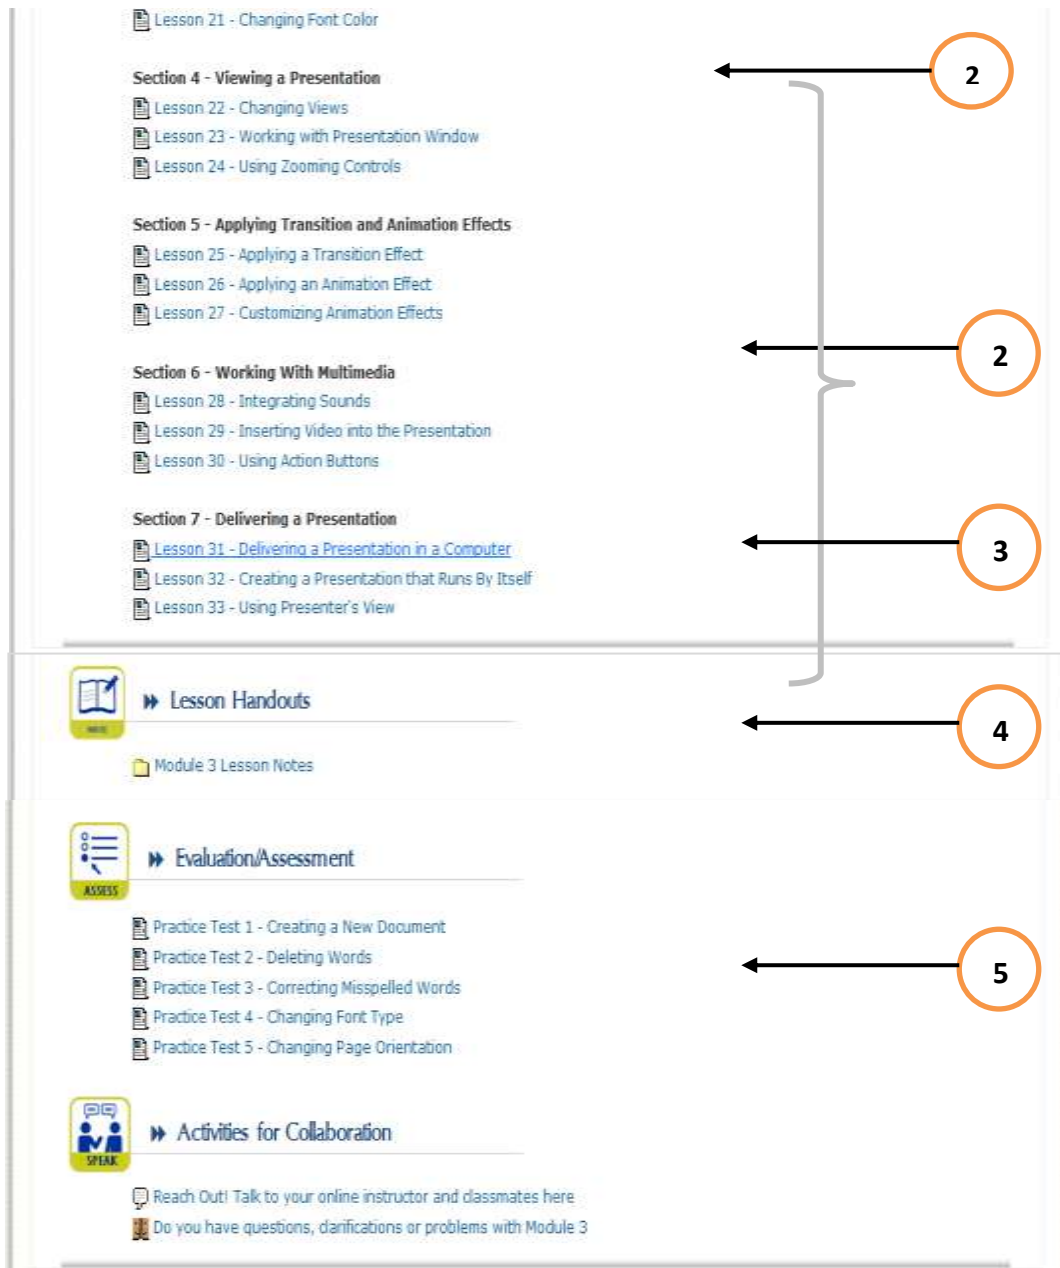 Lesson 21 - Changing Font Color
2
Section 4 - Viewing a Presentation
Lesson 22 - Changing Views
Lesson 23 - Working with Presentation Window
Lesson 24 - Using Zooming Controls
Section 5 - Applying Transition and Animation Effects
Lesson 25 - Applying a Transition Effect
Lesson 26 - Applying an Animation Effect
Lesson 27 - Customizing Animation Effects
2
Section 6 - Working With Multimedia
Lesson 28 - Integrating Sounds
Lesson 29 - Inserting Video into the Presentation
Lesson 30 - Using Action Buttons
Section 7 - Delivering a Presentation
Lesson 31 - Delivering a Presentation in a Computer
3
Lesson 32 - Creating a Presentation that Runs By Itself
Lesson 33 - Using Presenter's View
Lesson Handouts
4
Module 3 Lesson Notes
Evaluation/Assessment
ASSESS
Practice Test 1 - Creating a New Document
Practice Test 2 - Deleting Words
5
Practice Test 3 - Correcting Misspelled Words
Practice Test 4 - Changing Font Type
Practice Test 5 - Changing Page Orientation
Activities for Collaboration
SPEAK
Reach Out! Talk to your online instructor and classmates here
Do you have questions, clarifications or problems with Module 3